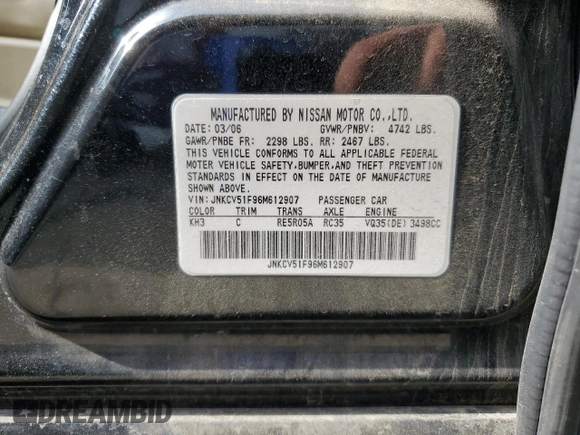 MANUFACTURED BY NISSAN MOTOR CO.,LTD.
DATE: 03/06 GVWR/PNBV: 4742 LBS.
GAWR/PNBE FR: 2298 LBS. RR: 2467 LBS.
THIS VEHICLE CONFORMS TO ALL APPLICABLE FEDERAL
MOTOR VEHICLE SAFETY, BUMPER, AND THEFT PREVENTION
STANDARDS IN EFFECT ON THE DATE OF MANUFACTURE
SHOWN ABOVE.
VIN: JNKCV51F96M612907 PASSENGER CAR
COLOR TRIM TRANS AXLE ENGINE
KH3 C RE5R05A RC35 VQ35(DE) 3498CC
JNKCV51F96M612907
DREAMBID